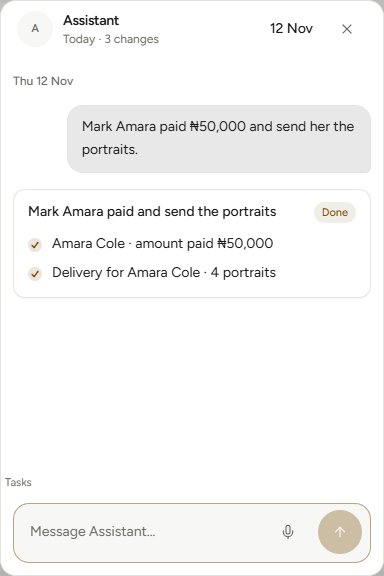 A
Assistant
Today · 3 changes
12 Nov
Thu 12 Nov
Mark Amara paid ₦50,000 and send her the
portraits.
Mark Amara paid and send the portraits
Done
Amara Cole · amount paid ₦50,000
Delivery for Amara Cole · 4 portraits
Tasks
Message Assistant...